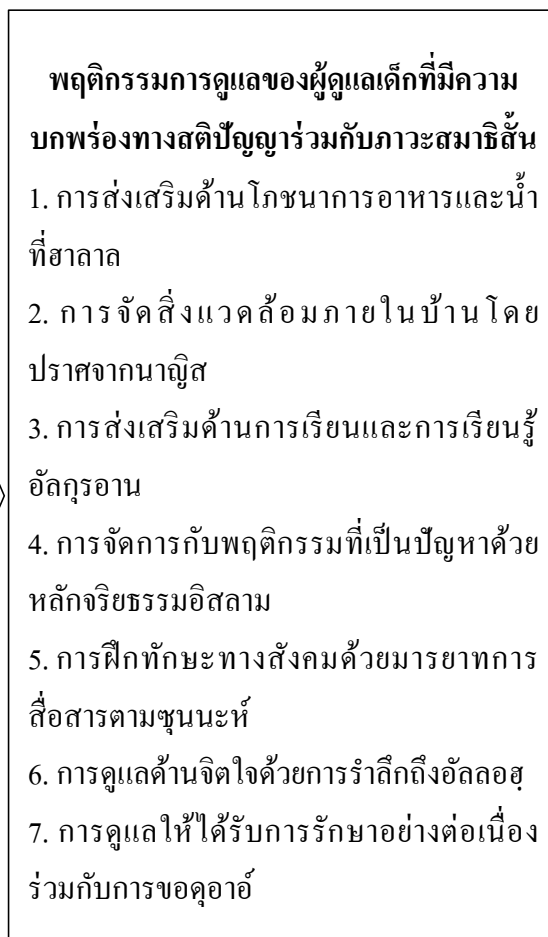 พฤติกรรมการดูแลของผู้ดูแลเด็กที่มีความ
บกพร่องทางสติปัญญาร่วมกับภาวะสมาธิสั้น
1. การส่งเสริมด้านโภชนาการอาหารและน้ำ
ที่ฮาลาล
2. การจัดสิ่งแวดล้อมภายในบ้านโดย
ปราศจากนาญิส
3. การส่งเสริมด้านการเรียนและการเรียนรู้
อัลกุรอาน
4. การจัดการกับพฤติกรรมที่เป็นปัญหาด้วย
หลักจริยธรรมอิสลาม
5. การฝึกทักษะทางสังคมด้วยมารยาทการ
สื่อสารตามซุนนะห์
6. การดูแลด้านจิตใจด้วยการรำลึกถึงอัลลอฮฺ
7. การดูแลให้ได้รับการรักษาอย่างต่อเนื่อง
ร่วมกับการขอดุอาอ์